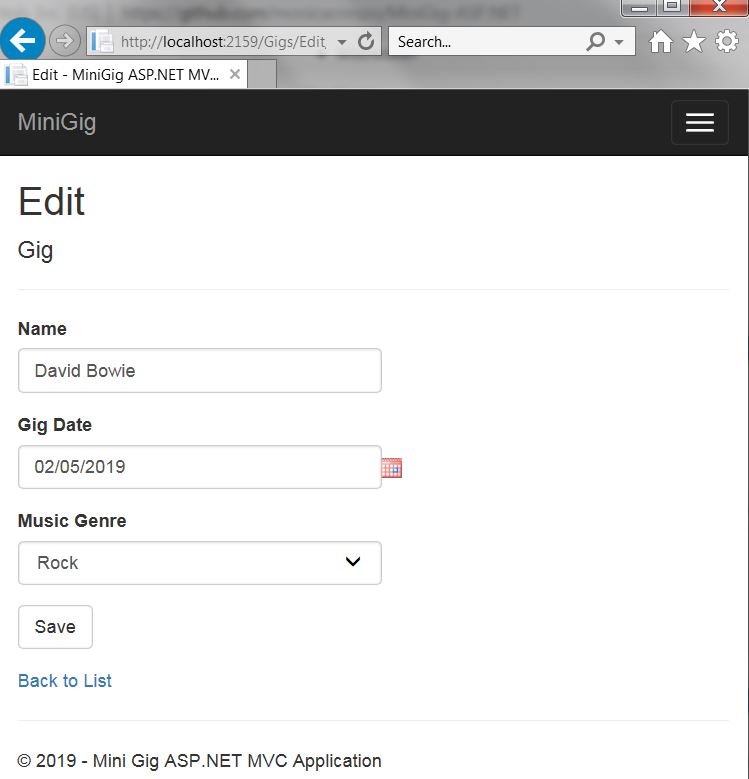 http://localhost:2159/Gigs/Edit
Search...
Edit - MiniGig ASP.NET MV...
MiniGig
Edit
Gig
Name
David Bowie
Gig Date
02/05/2019
Music Genre
Rock
Save
Back to List
© 2019 - Mini Gig ASP.NET MVC Application